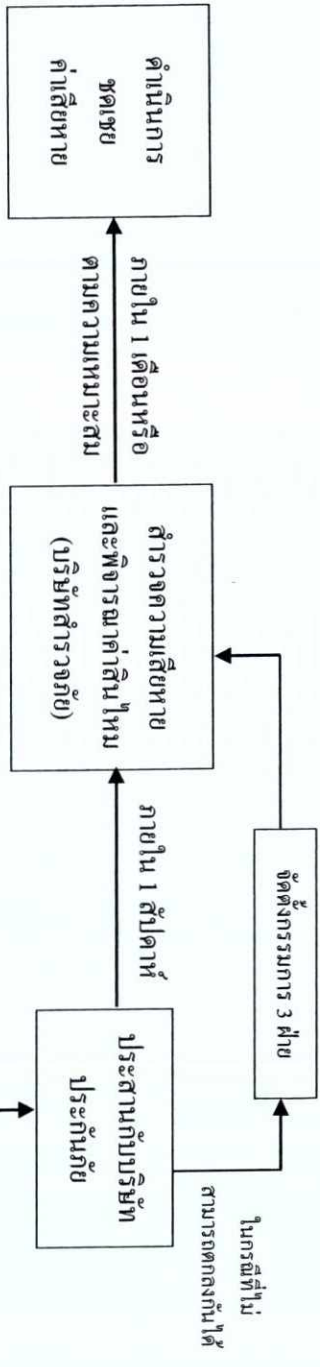 ในกรณีที่ไม่
สามารถตกลงกันได้
จัดตั้งกรรมการ 3 ฝ่าย
ประสานกับบริษัท
ประกันภัย
ภายใน 1 สัปดาห์
สำรวจความเสียหาย
และพิจารณาค่าสินไหม
(บริษัทสำรวจภัย)
ภายใน 1 เดือนหรือ
ตามความเหมาะสม
ดำเนินการ
ชดเชย
ค่าเสียหาย